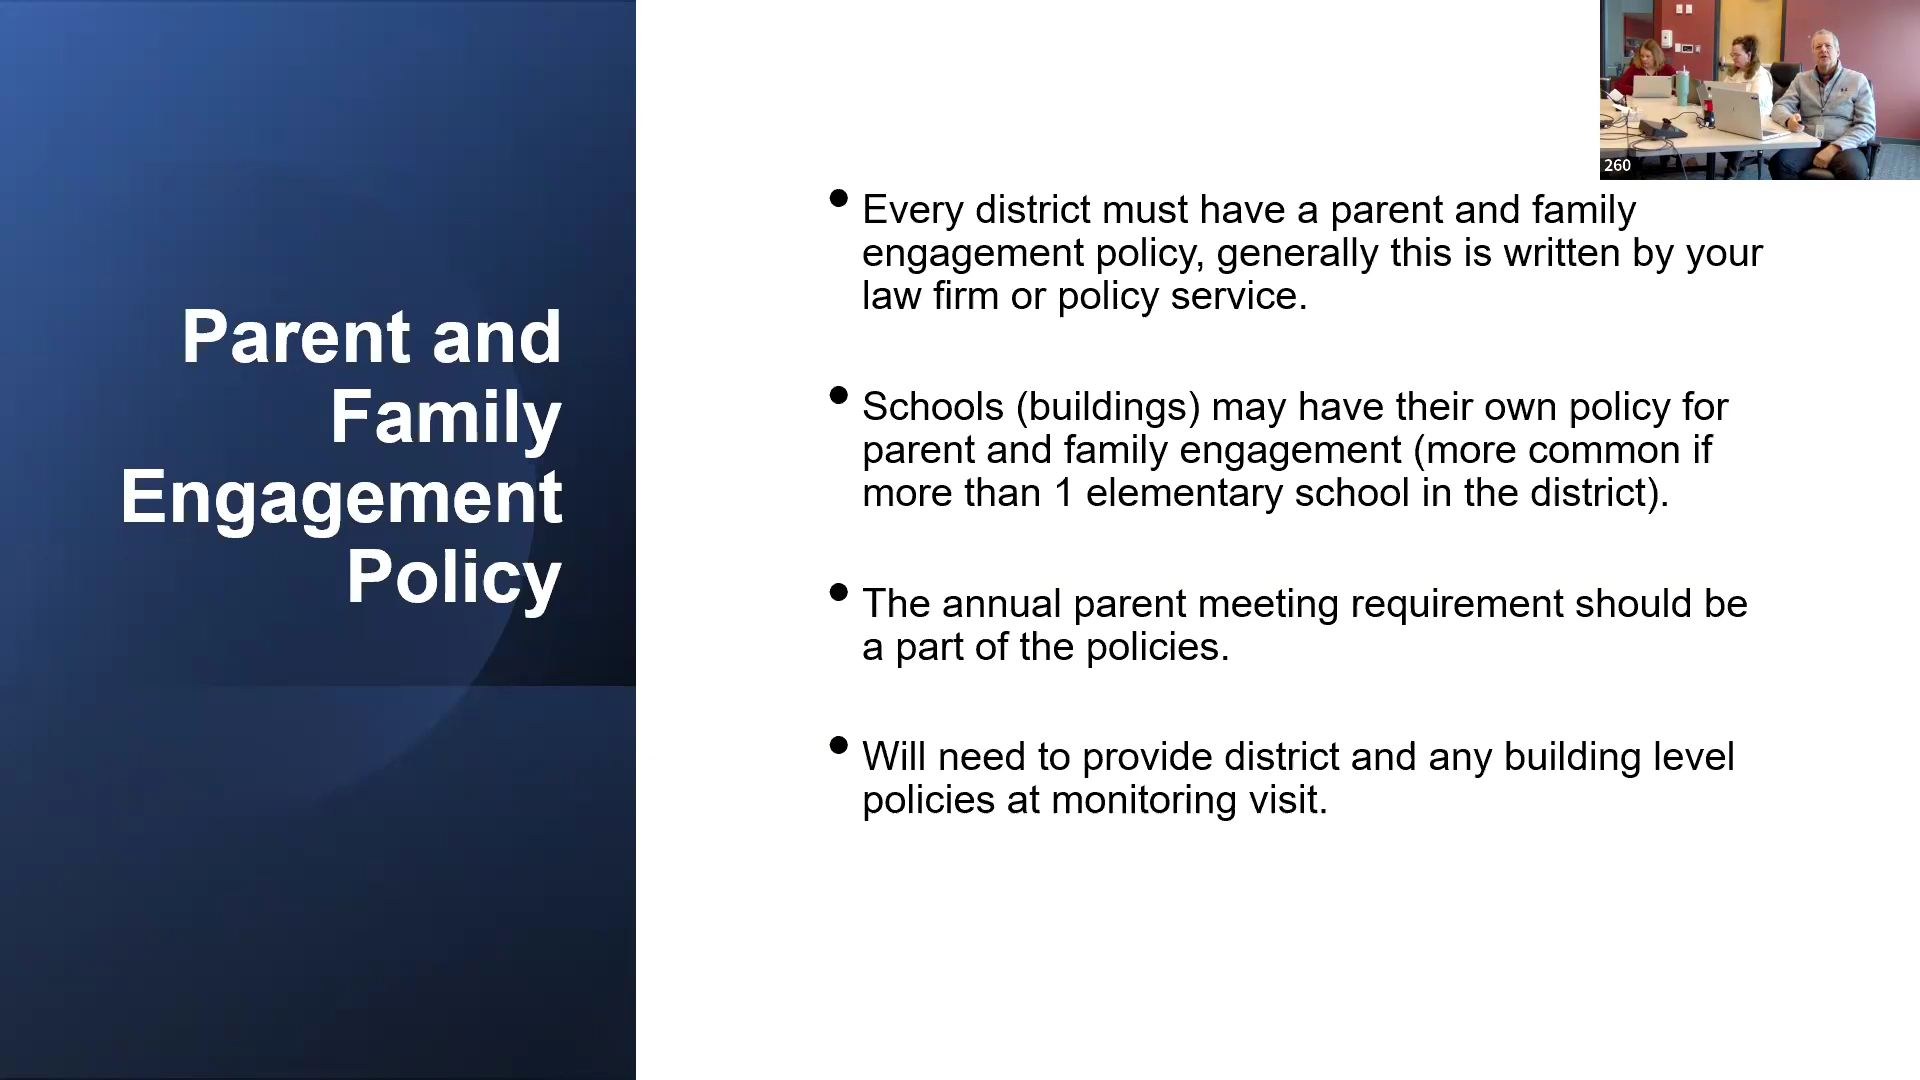 Parent and
Family
Engagement
Policy
• Every district must have a parent and family
engagement policy, generally this is written by your
law firm or policy service.
• Schools (buildings) may have their own policy for
parent and family engagement (more common if
more than 1 elementary school in the district).
• The annual parent meeting requirement should be
a part of the policies.
• Will need to provide district and any building level
policies at monitoring visit.
260